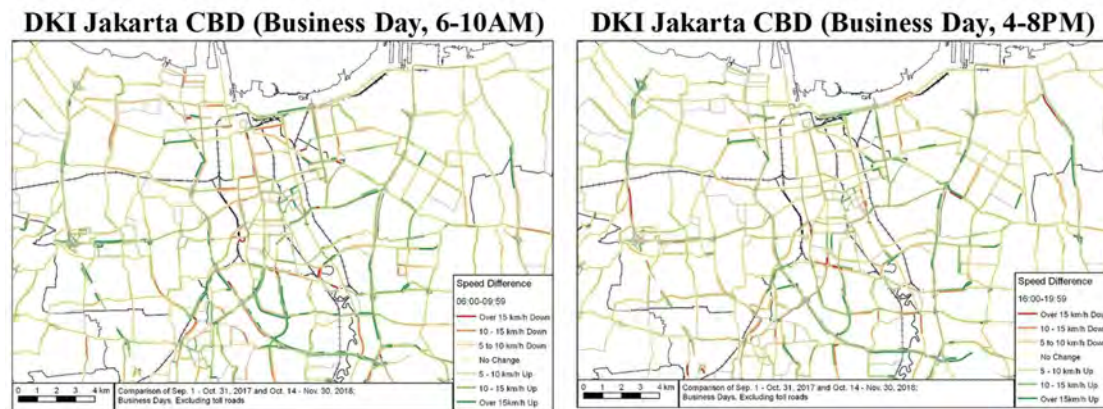 DKI Jakarta CBD (Business Day, 6-10AM)
Speed Difference
06:00-09:59
Over 15 km/h Down
10 - 15 km/h Down
5 to 10 km/h Down
No Change
5 - 10 km/h Up
10 - 15 km/h Up
Over 15km/h Up
0 1 2 3 4 km
Comparison of Sep. 1 - Oct. 31, 2017 and Oct. 14 - Nov. 30, 2018;
Business Days, Excluding toll roads
DKI Jakarta CBD (Business Day, 4-8PM)
Speed Difference
16:00-19:59
Over 15 km/h Down
10 - 15 km/h Down
5 to 10 km/h Down
No Change
5 - 10 km/h Up
10 - 15 km/h Up
Over 15km/h Up
0 1 2 3 4 km
Comparison of Sep. 1 - Oct. 31, 2017 and Oct. 14 - Nov. 30, 2018;
Business Days, Excluding toll roads